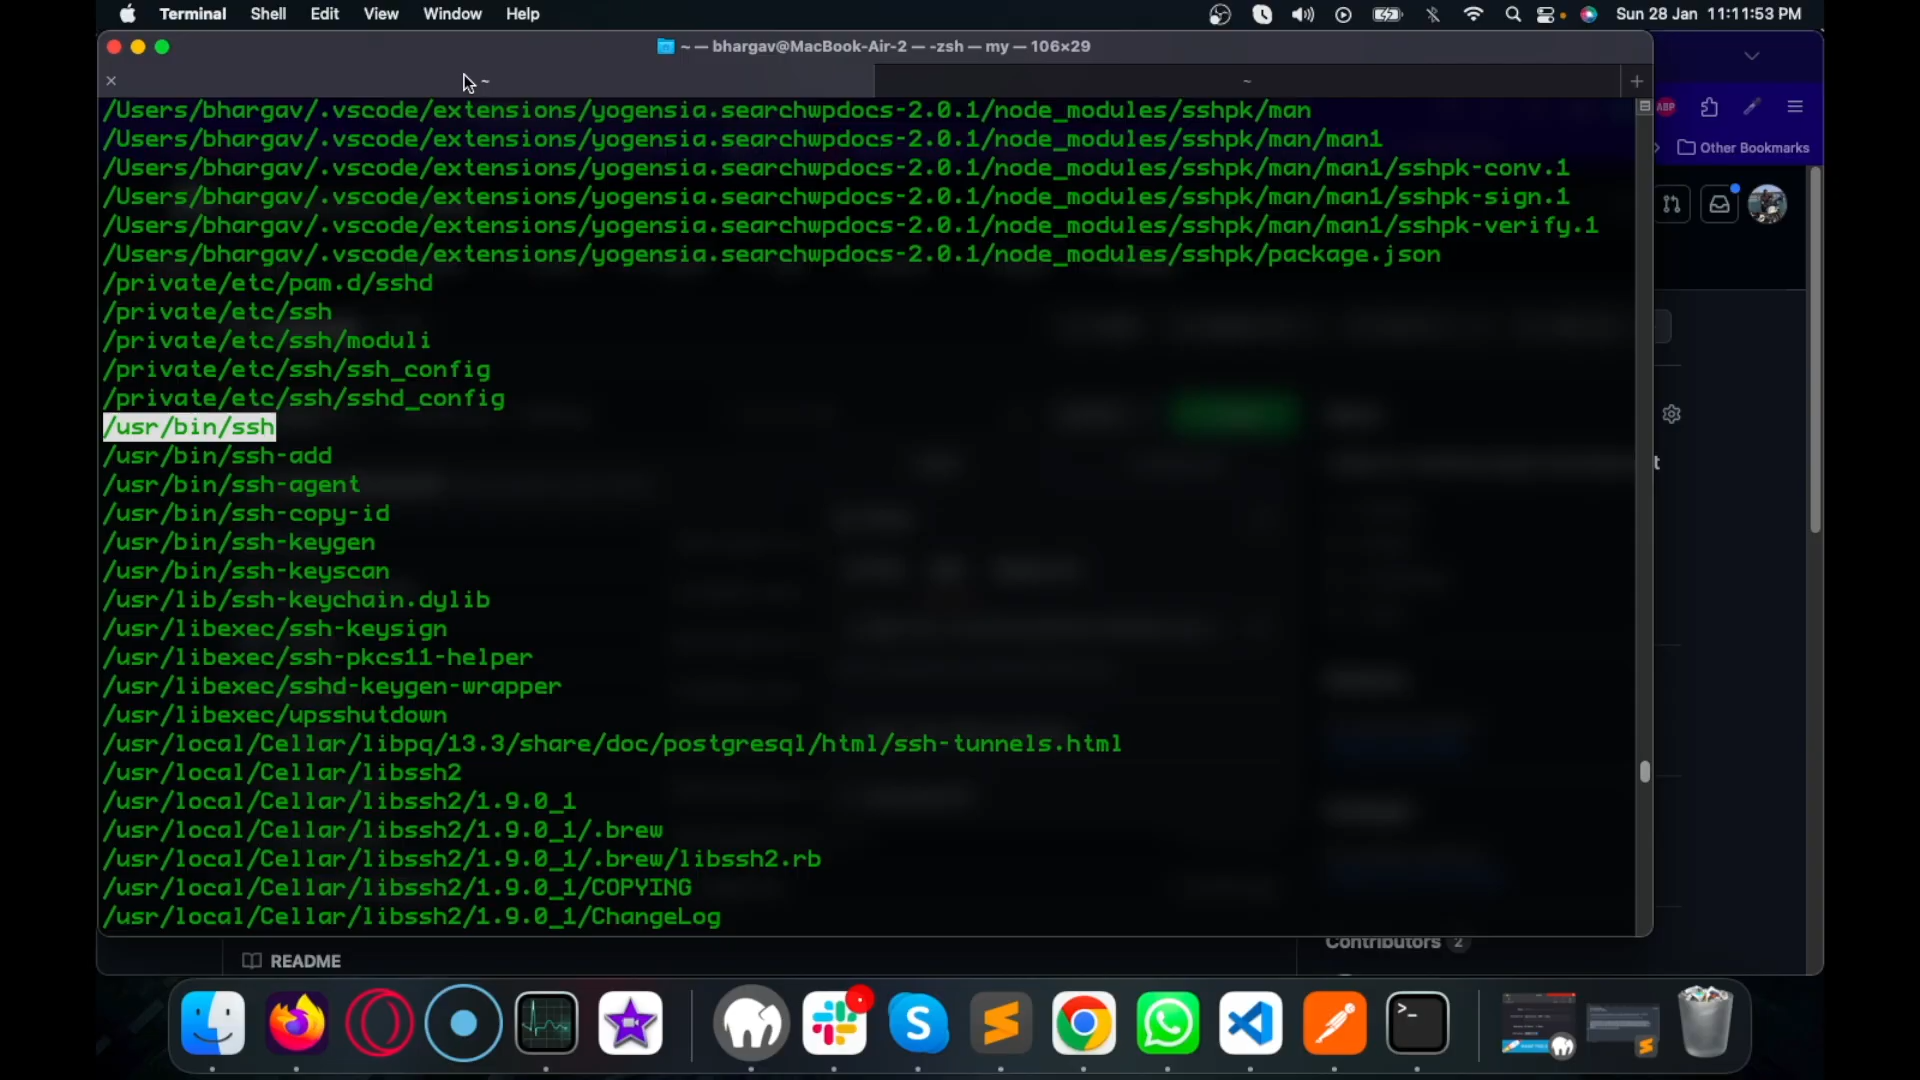 Terminal Shell Edit View Window Help Sun 28 Jan 11:11:53 PM
~ — bhargav@MacBook-Air-2 — -zsh — my — 106×29
~ ~ +
/Users/bhargav/.vscode/extensions/yogensia.searchwpdocs-2.0.1/node_modules/sshpk/man
/Users/bhargav/.vscode/extensions/yogensia.searchwpdocs-2.0.1/node_modules/sshpk/man/man1
/Users/bhargav/.vscode/extensions/yogensia.searchwpdocs-2.0.1/node_modules/sshpk/man/man1/sshpk-conv.1
/Users/bhargav/.vscode/extensions/yogensia.searchwpdocs-2.0.1/node_modules/sshpk/man/man1/sshpk-sign.1
/Users/bhargav/.vscode/extensions/yogensia.searchwpdocs-2.0.1/node_modules/sshpk/man/man1/sshpk-verify.1
/Users/bhargav/.vscode/extensions/yogensia.searchwpdocs-2.0.1/node_modules/sshpk/package.json
/private/etc/pam.d/sshd
/private/etc/ssh
/private/etc/ssh/moduli
/private/etc/ssh/ssh_config
/private/etc/ssh/sshd_config
/usr/bin/ssh
/usr/bin/ssh-add
/usr/bin/ssh-agent
/usr/bin/ssh-copy-id
/usr/bin/ssh-keygen
/usr/bin/ssh-keyscan
/usr/lib/ssh-keychain.dylib
/usr/libexec/ssh-keysign
/usr/libexec/ssh-pkcs11-helper
/usr/libexec/sshd-keygen-wrapper
/usr/libexec/upsshutdown
/usr/local/Cellar/libpq/13.3/share/doc/postgresql/html/ssh-tunnels.html
/usr/local/Cellar/libssh2
/usr/local/Cellar/libssh2/1.9.0_1
/usr/local/Cellar/libssh2/1.9.0_1/.brew
/usr/local/Cellar/libssh2/1.9.0_1/.brew/libssh2.rb
/usr/local/Cellar/libssh2/1.9.0_1/COPYING
/usr/local/Cellar/libssh2/1.9.0_1/ChangeLog
ABP
Other Bookmarks
t
README
Contributors 2